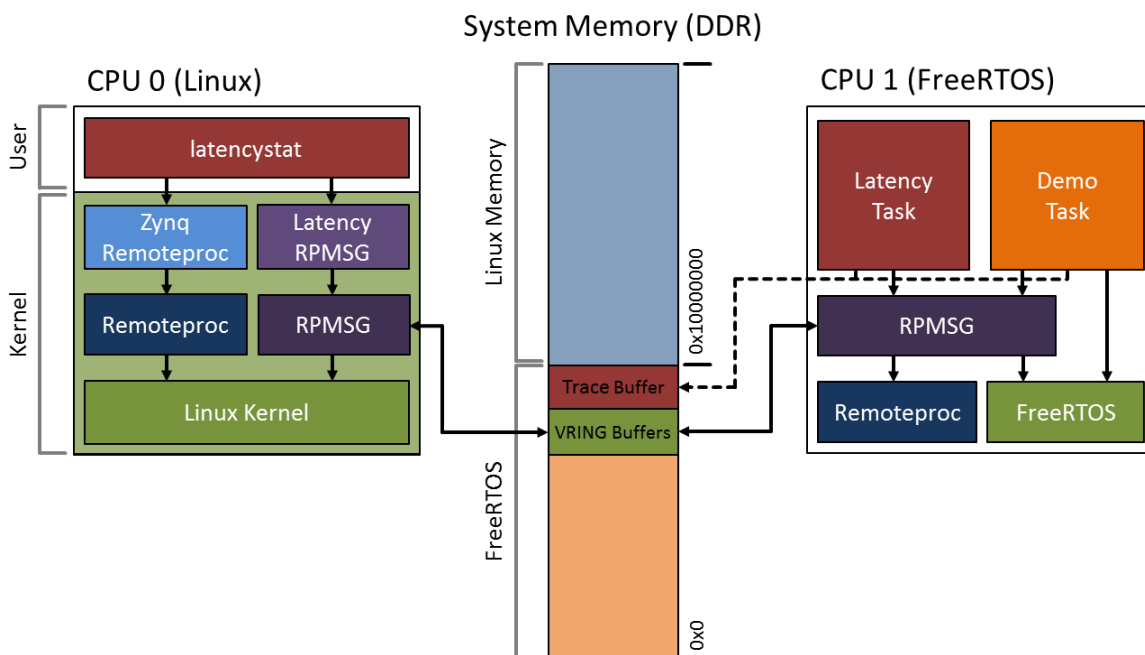 System Memory (DDR)
CPU 0 (Linux)
User
latencystat
Kernel
Zynq
Remoteproc
Latency
RPMSG
Remoteproc
RPMSG
Linux Kernel
Linux Memory
0x10000000
Trace Buffer
VRING Buffers
FreeRTOS
0x0
CPU 1 (FreeRTOS)
Latency
Task
Demo
Task
RPMSG
Remoteproc
FreeRTOS